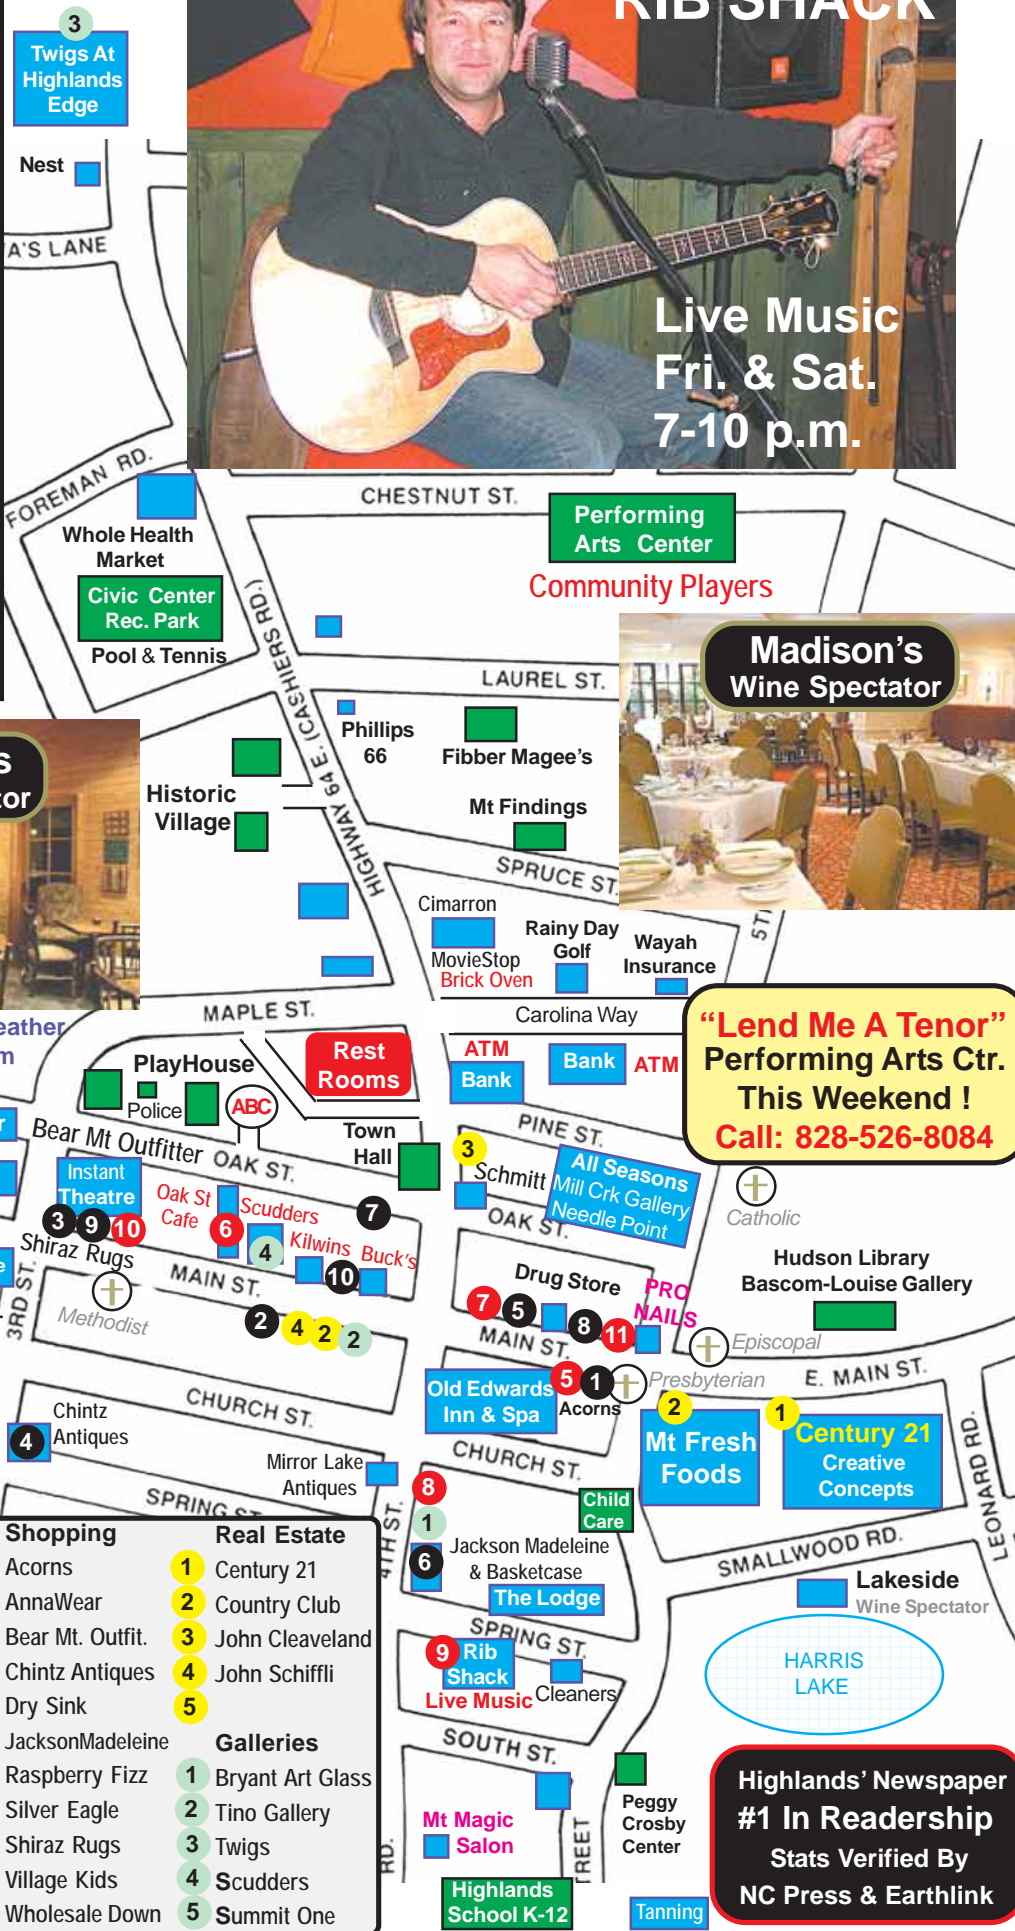 RIB SHACK
3
Twigs At
Highlands
Edge
Nest
A'S LANE
Live Music
Fri. & Sat.
7-10 p.m.
FOREMAN RD.
CHESTNUT ST.
Whole Health
Market
Performing
Arts Center
Community Players
Civic Center
Rec. Park
Pool & Tennis
HIGHWAY 64 E. (CASHIERS RD.)
LAUREL ST.
Madison's
Wine Spectator
Phillips
66
Fibber Magee's
Historic
Village
Mt Findings
SPRUCE ST.
Cimarron
MovieStop
Brick Oven
Rainy Day
Golf
Wayah
Insurance
5T
MAPLE ST.
Carolina Way
eather
m
PlayHouse
Police
ABC
Rest
Rooms
ATM
Bank
Bank
ATM
"Lend Me A Tenor"
Performing Arts Ctr.
This Weekend !
Call: 828-526-8084
Bear Mt Outfitter
OAK ST.
Town
Hall
PINE ST.
3
Schmitt
All Seasons
Mill Crk Gallery
Needle Point
Catholic
Instant
Theatre
3
9
10
Oak St
Cafe
6
Scudders
4
7
Kilwins
Buck's
10
OAK ST.
Hudson Library
Bascom-Louise Gallery
Shiraz Rugs
3RD ST.
Methodist
MAIN ST.
2
4
2
2
Drug Store
PRO
NAILS
7
5
8
11
MAIN ST.
Episcopal
Old Edwards
Inn & Spa
5
1
Acorns
Presbyterian
E. MAIN ST.
CHURCH ST.
Chintz
Antiques
4
Mirror Lake
Antiques
CHURCH ST.
2
Mt Fresh
Foods
1
Century 21
Creative
Concepts
LEONARD RD.
SPRING ST
4TH ST.
8
1
6
Child
Care
Jackson Madeleine
& Basketcase
The Lodge
SMALLWOOD RD.
Lakeside
Wine Spectator
SPRING ST.
9
Rib
Shack
Live Music
Cleaners
HARRIS
LAKE
SOUTH ST.
Mt Magic
Salon
RD.
TREET
Peggy
Crosby
Center
Highlands
School K-12
Tanning
Highlands' Newspaper
#1 In Readership
Stats Verified By
NC Press & Earthlink
Shopping
Acorns
AnnaWear
Bear Mt. Outfit.
Chintz Antiques
Dry Sink
JacksonMadeleine
Raspberry Fizz
Silver Eagle
Shiraz Rugs
Village Kids
Wholesale Down
Real Estate
1 Century 21
2 Country Club
3 John Cleaveland
4 John Schiffli
5
Galleries
1 Bryant Art Glass
2 Tino Gallery
3 Twigs
4 Scudders
5 Summit One